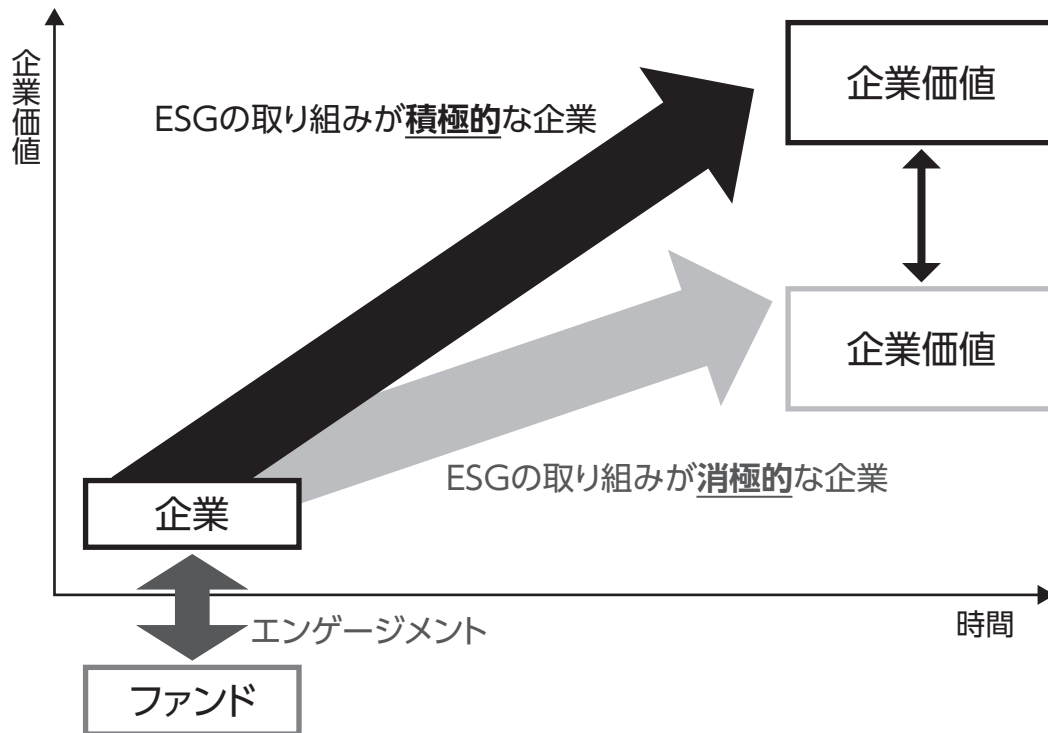 企業価値
ESGの取り組みが積極的な企業
企業価値
企業価値
ESGの取り組みが消極的な企業
企業
エンゲージメント
時間
ファンド